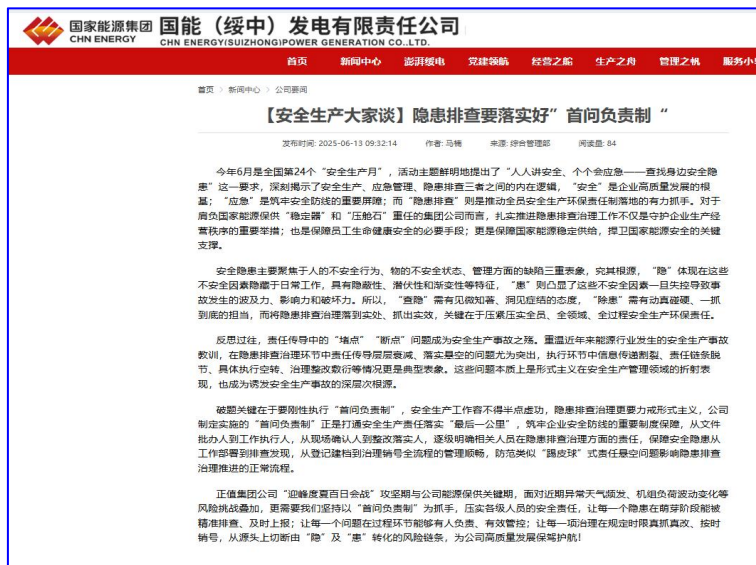 国家能源集团
CHN ENERGY
国能（绥中）发电有限责任公司
CHN ENERGY(SUIZHONG)POWER GENERATION CO.,LTD.
首页 新闻中心 澎湃绥电 党建领航 经营之舵 生产之舟 管理之帆 服务小
首页 > 新闻中心 > 公司要闻
【安全生产大家谈】隐患排查要落实好”首问负责制“
发布时间: 2025-06-13 09:32:14 作者: 马楠 来源: 综合管理部 阅读量: 84
今年6月是全国第24个“安全生产月”，活动主题鲜明地提出了“人人讲安全、个个会应急——查找身边安全隐
患”这一要求，深刻揭示了安全生产、应急管理、隐患排查三者之间的内在逻辑，“安全”是企业高质量发展的根
基；“应急”是筑牢安全防线的重要屏障；而“隐患排查”则是推动全员安全生产环保责任制落地的有力抓手。对于
肩负国家能源保供“稳定器”和“压舱石”重任的集团公司而言，扎实推进隐患排查治理工作不仅是守护企业生产经
营秩序的重要举措；也是保障员工生命健康安全的必要手段；更是保障国家能源稳定供给，捍卫国家能源安全的关键
支撑。
安全隐患主要聚焦于人的不安全行为、物的不安全状态、管理方面的缺陷三重表象，究其根源，“隐”体现在这些
不安全因素隐藏于日常工作，具有隐蔽性、潜伏性和渐变性等特征，“患”则凸显了这些不安全因素一旦失控导致事
故发生的波及力、影响力和破坏力。所以，“查隐”需有见微知著、洞见症结的态度，“除患”需有动真碰硬、一抓
到底的担当，而将隐患排查治理落到实处、抓出实效，关键在于压紧压实全员、全领域、全过程安全生产环保责任。
反思过往，责任传导中的“堵点”“断点”问题成为安全生产事故之殇。重温近年来能源行业发生的安全生产事故
教训，在隐患排查治理环节中责任传导层层衰减、落实悬空的问题尤为突出，执行环节中信息传递割裂、责任链条脱
节、具体执行空转、治理整改敷衍等情况更是典型表象。这些问题本质上是形式主义在安全生产管理领域的折射表
现，也成为诱发安全生产事故的深层次根源。
破题关键在于要刚性执行“首问负责制”，安全生产工作容不得半点虚功，隐患排查治理更要力戒形式主义，公司
制定实施的“首问负责制”正是打通安全生产责任落实“最后一公里”，筑牢企业安全防线的重要制度保障，从文件
批办人到工作执行人，从现场确认人到整改落实人，逐级明确相关人员在隐患排查治理方面的责任，保障安全隐患从
工作部署到排查发现，从登记建档到治理销号全流程的管理顺畅，防范类似“踢皮球”式责任悬空问题影响隐患排查
治理推进的正常流程。
正值集团公司“迎峰度夏百日会战”攻坚期与公司能源保供关键期，面对近期异常天气频发、机组负荷波动变化等
风险挑战叠加，更需要我们坚持以“首问负责制”为抓手，压实各级人员的安全责任，让每一个隐患在萌芽阶段能被
精准排查、及时上报；让每一个问题在过程环节能够有人负责、有效管控；让每一项治理在规定时限真抓真改、按时
销号，从源头上切断由“隐”及“患”转化的风险链条，为公司高质量发展保驾护航！